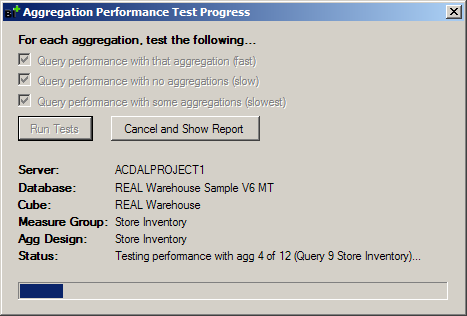 Aggregation Performance Test Progress
For each aggregation, test the following...
Query performance with that aggregation (fast)
Query performance with no aggregations (slow)
Query performance with some aggregations (slowest)
Run Tests Cancel and Show Report
Server: ACDALPROJECT1
Database: REAL Warehouse Sample V6 MT
Cube: REAL Warehouse
Measure Group: Store Inventory
Agg Design: Store Inventory
Status: Testing performance with agg 4 of 12 (Query 9 Store Inventory)...